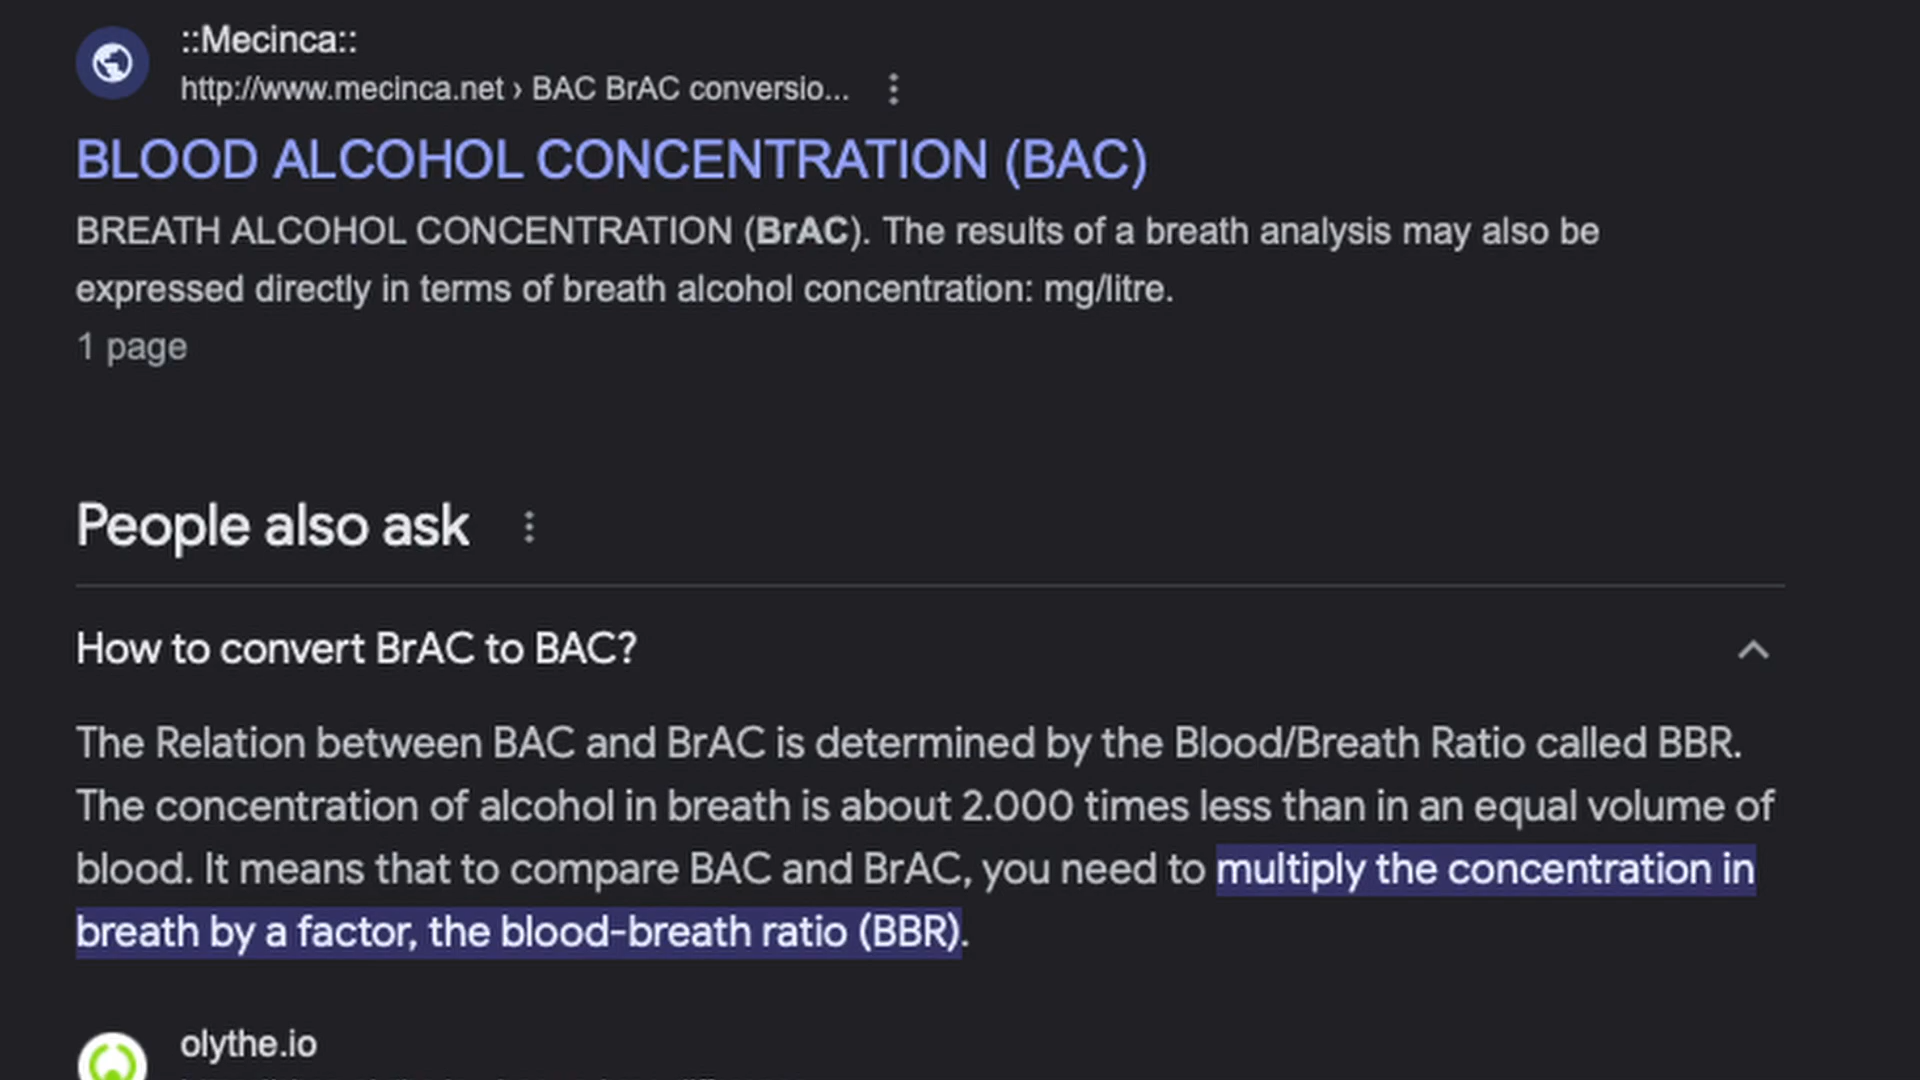 ::Mecinca::
http://www.mecinca.net › BAC BrAC conversio...
BLOOD ALCOHOL CONCENTRATION (BAC)
BREATH ALCOHOL CONCENTRATION (BrAC). The results of a breath analysis may also be
expressed directly in terms of breath alcohol concentration: mg/litre.
1 page
People also ask
How to convert BrAC to BAC?
The Relation between BAC and BrAC is determined by the Blood/Breath Ratio called BBR.
The concentration of alcohol in breath is about 2.000 times less than in an equal volume of
blood. It means that to compare BAC and BrAC, you need to multiply the concentration in
breath by a factor, the blood-breath ratio (BBR).
olythe.io